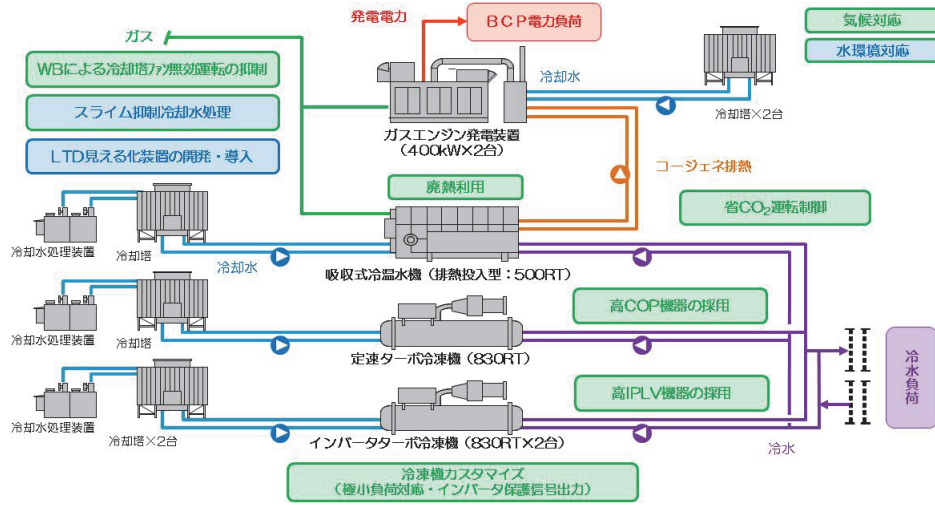 発電電力
BCP電力負荷
気候対応
水環境対応
ガス
WBによる冷却塔ファン無効運転の抑制
スライム抑制冷却水処理
LTD見える化装置の開発・導入
冷却水
冷却塔×2台
ガスエンジン発電装置
(400kW×2台)
コージェネ排熱
廃熱利用
省CO₂運転制御
冷却水処理装置
冷却塔
冷却水
吸収式冷温水機(排熱投入型:500RT)
高COP機器の採用
冷却水処理装置
冷却塔
定速ターボ冷凍機(830RT)
冷水負荷
高IPLV機器の採用
冷却水処理装置
冷却塔×2台
インバータターボ冷凍機(830RT×2台)
冷水
冷凍機カスタマイズ
(極小負荷対応・インバータ保護信号出力)